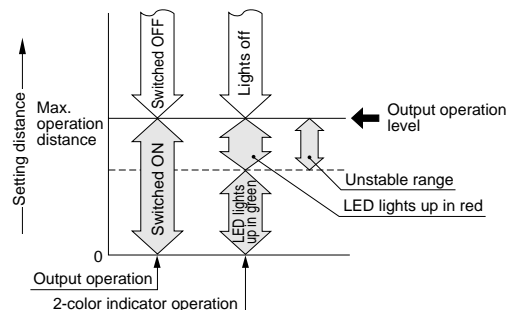 Setting distance
Switched OFF
Lights off
Max.
operation
distance
Output operation
level
Switched ON
LED lights
up in green
Unstable range
LED lights up in red
0
Output operation
2-color indicator operation